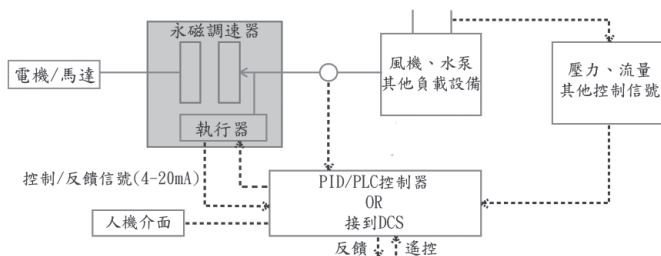 永磁調速器
電機/馬達
風機、水泵
其他負載設備
壓力、流量
其他控制信號
執行器
控制/反饋信號(4-20mA)
PID/PLC控制器
OR
接到DCS
人機介面
反饋
遙控